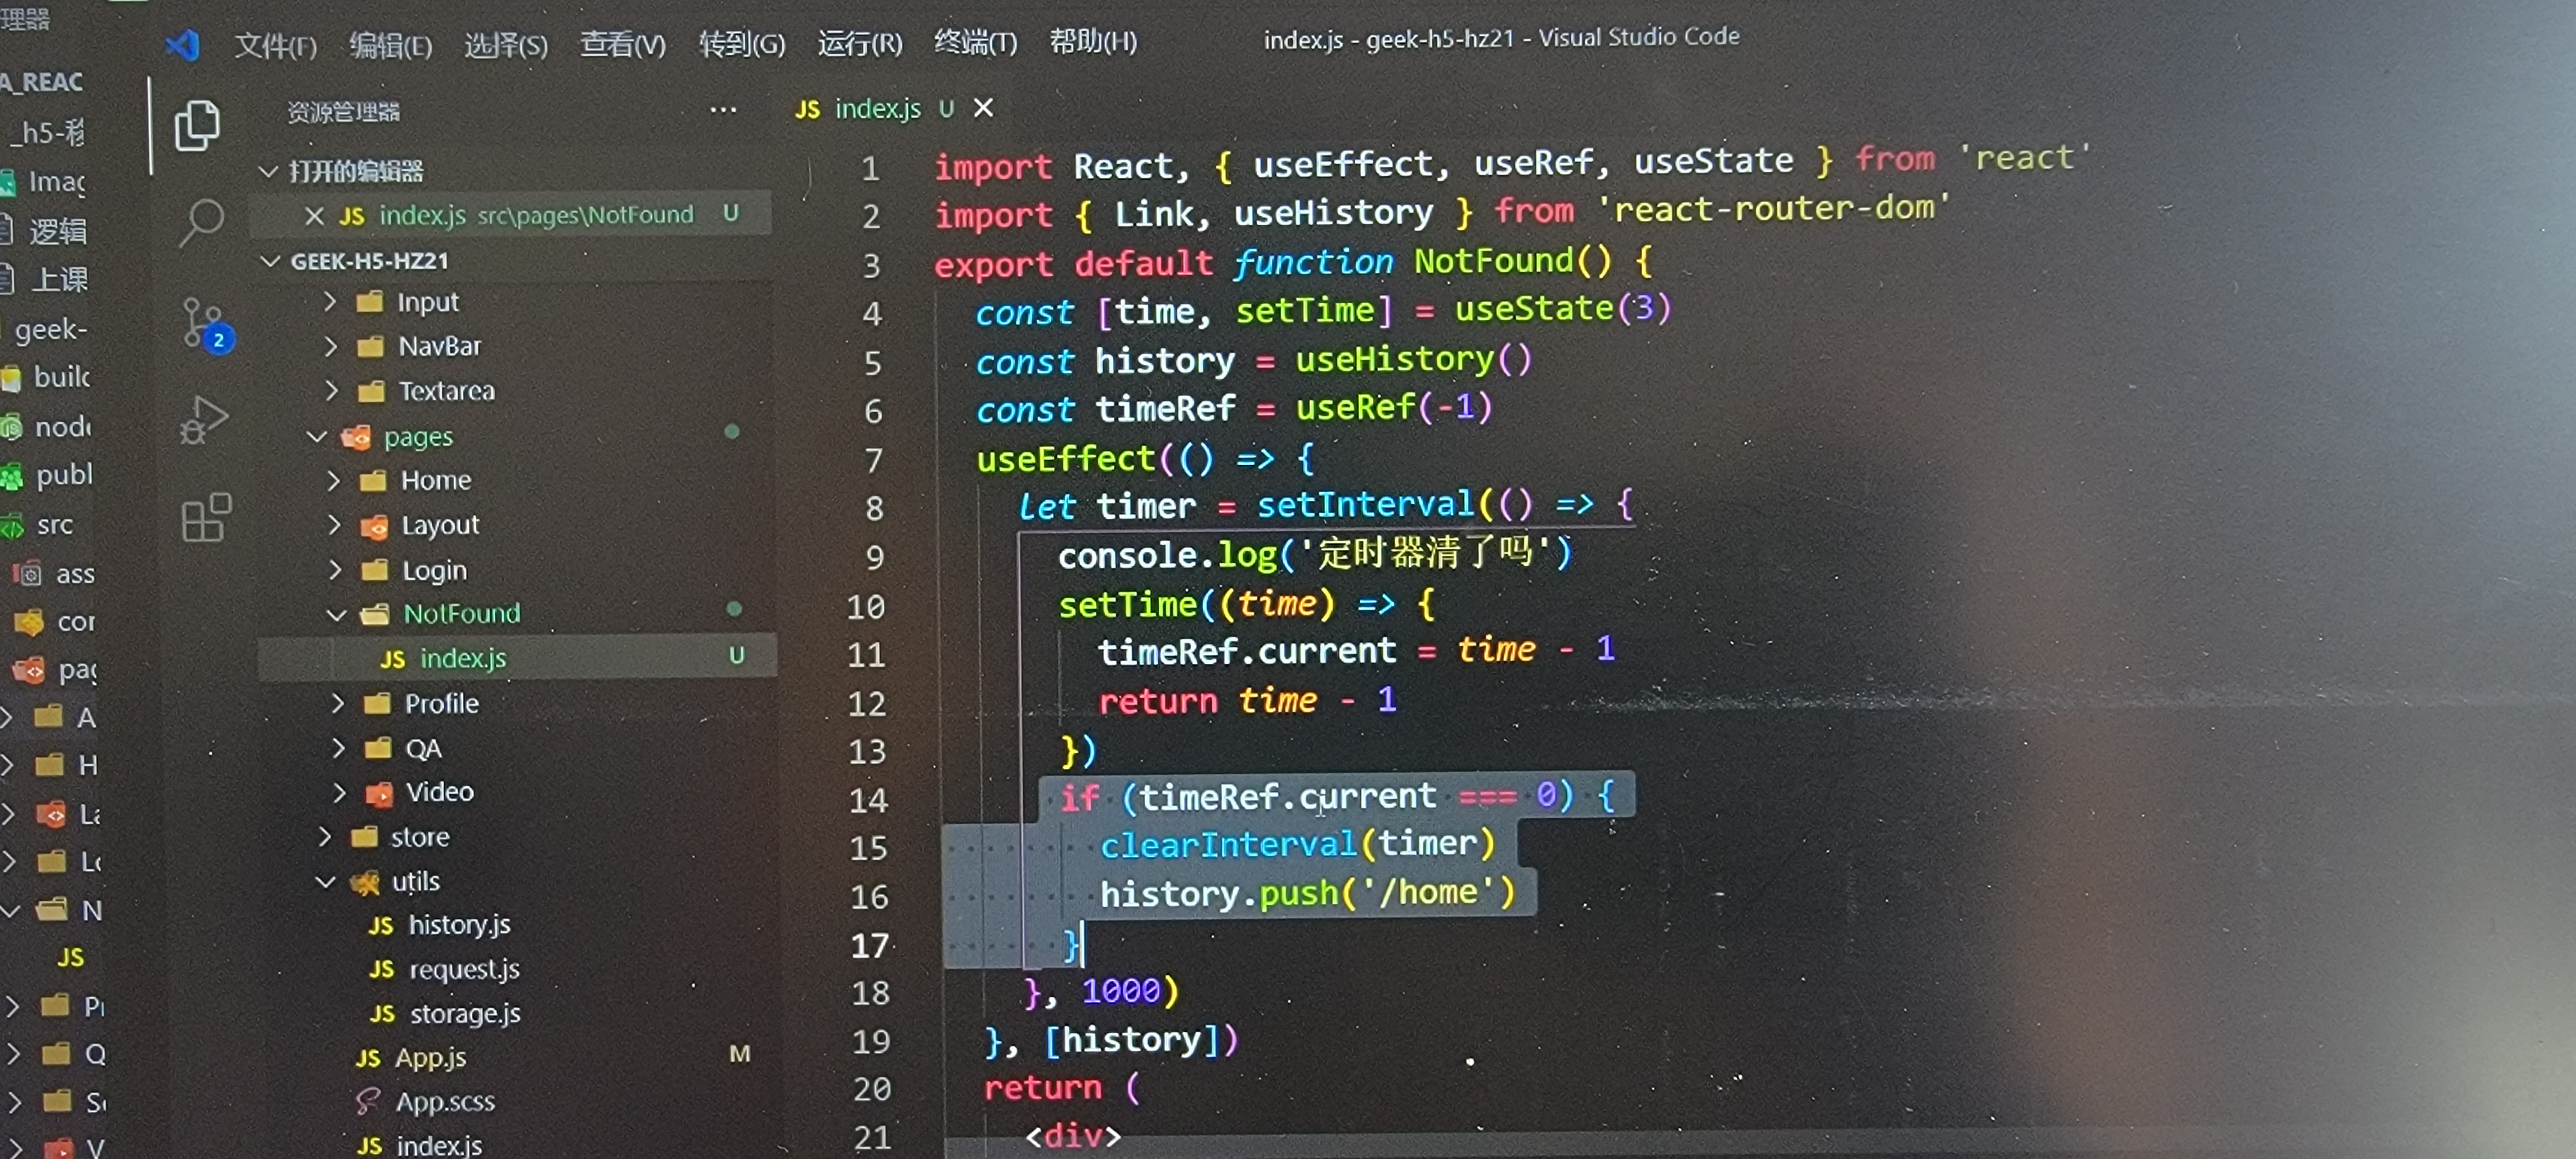 理器
文件(F) 编辑(E) 选择(S) 查看(V) 转到(G) 运行(R) 终端(T) 帮助(H) index.js - geek-h5-hz21 - Visual Studio Code
A_REAC
_h5-移
Imag
逻辑
上课
geek-
build
node
publ
src
ass
con
pag
A
H
La
Lo
N
JS
Pr
Q
Se
V
2
资源管理器 ...
打开的编辑器
JS index.js src\pages\NotFound U
GEEK-H5-HZ21
Input
NavBar
Textarea
pages
Home
Layout
Login
NotFound
JS index.js U
Profile
QA
Video
store
utils
JS history.js
JS request.js
JS storage.js
JS App.js M
App.scss
JS index.js
JS index.js U
1 import React, { useEffect, useRef, useState } from 'react'
2 import { Link, useHistory } from 'react-router-dom'
3 export default function NotFound() {
4 const [time, setTime] = useState(3)
5 const history = useHistory()
6 const timeRef = useRef(-1)
7 useEffect(() => {
8 let timer = setInterval(() => {
9 console.log('定时器清了吗')
10 setTime((time) => {
11 timeRef.current = time - 1
12 return time - 1
13 })
14 if (timeRef.current === 0) {
15 clearInterval(timer)
16 history.push('/home')
17 }
18 }, 1000)
19 }, [history])
20 return (
21 <div>